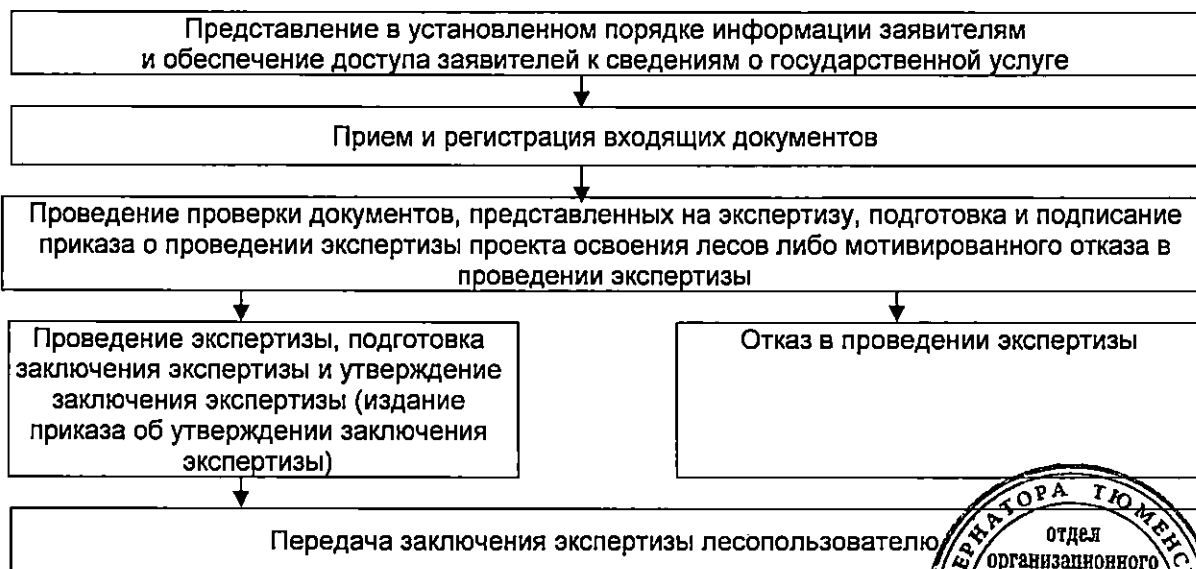 Представление в установленном порядке информации заявителям
и обеспечение доступа заявителей к сведениям о государственной услуге
Прием и регистрация входящих документов
Проведение проверки документов, представленных на экспертизу, подготовка и подписание
приказа о проведении экспертизы проекта освоения лесов либо мотивированного отказа в
проведении экспертизы
Проведение экспертизы, подготовка
заключения экспертизы и утверждение
заключения экспертизы (издание
приказа об утверждении заключения
экспертизы)
Отказ в проведении экспертизы
Передача заключения экспертизы лесопользователю
ЕРНАТОРА ТЮМЕНС
отдел
организационного